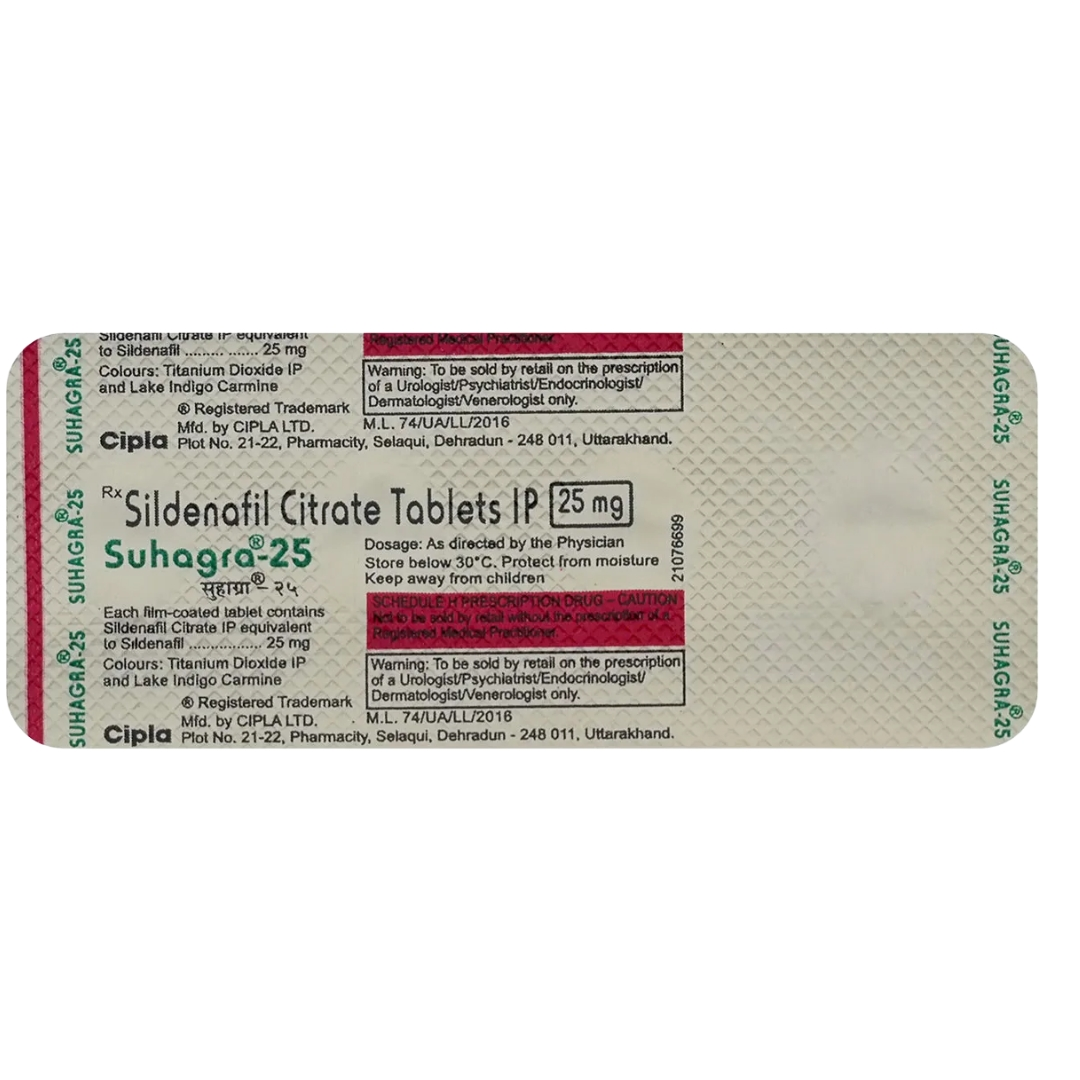 Sildenafil Citrate IP equivalent
to Sildenafil ......... ....... 25 mg
Colours: Titanium Dioxide IP
and Lake Indigo Carmine
® Registered Trademark
Mfd. by CIPLA LTD.
Cipla Plot No. 21-22, Pharmacity, Selaqui, Dehradun - 248 011, Uttarakhand.
Registered Medical Practitioner.
Warning: To be sold by retail on the prescription
of a Urologist/Psychiatrist/Endocrinologist/
Dermatologist/Venerologist only.
M.L. 74/UA/LL/2016
Rx Sildenafil Citrate Tablets IP 25 mg
Suhagra®-25
सुहाग्रा®- २५
Each film-coated tablet contains
Sildenafil Citrate IP equivalent
to Sildenafil ................. 25 mg
Colours: Titanium Dioxide IP
and Lake Indigo Carmine
® Registered Trademark
Mfd. by CIPLA LTD.
Cipla Plot No. 21-22, Pharmacity, Selaqui, Dehradun - 248 011, Uttarakhand.
Dosage: As directed by the Physician
Store below 30°C. Protect from moisture
Keep away from children
21076699
SCHEDULE H PRESCRIPTION DRUG - CAUTION
Not to be sold by retail without the prescription of a
Registered Medical Practitioner.
Warning: To be sold by retail on the prescription
of a Urologist/Psychiatrist/Endocrinologist/
Dermatologist/Venerologist only.
M.L. 74/UA/LL/2016
SUHAGRA®-25
SUHAGRA®-25
SUHAGRA®-25
UHAGRA®-25
SUHAGRA®-25
SUHAGRA®-25